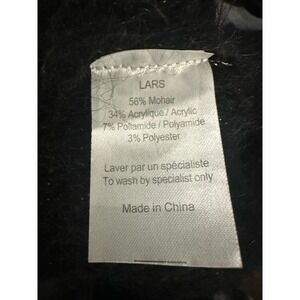 LARS
56% Mohair
34% Acrylique / Acrylic
7% Poliamide / Polyamide
3% Polyester
Laver par un spécialiste
To wash by specialist only
Made in China